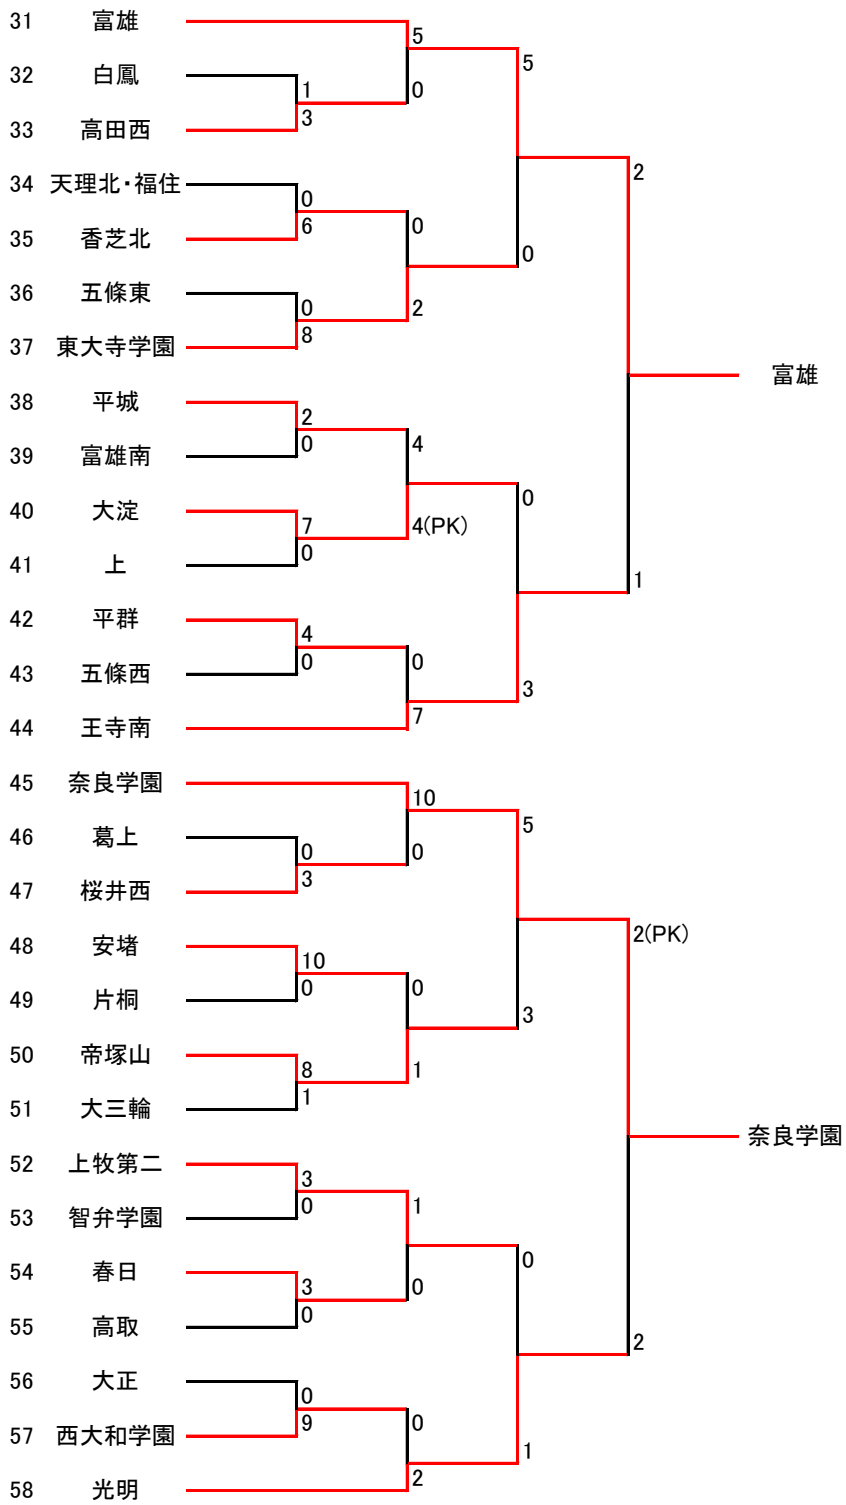 31 富雄
5
5
32 白鳳
1
0
3
33 高田西
2
34 天理北・福住
0
6
0
35 香芝北
0
36 五條東
0
2
8
37 東大寺学園
富雄
38 平城
2
0
4
39 富雄南
0
40 大淀
7
4(PK)
0
41 上
1
42 平群
4
0
0
43 五條西
3
7
44 王寺南
45 奈良学園
10
5
46 葛上
0
0
3
47 桜井西
2(PK)
48 安堵
10
0
0
49 片桐
3
50 帝塚山
8
1
1
51 大三輪
奈良学園
52 上牧第二
3
0
1
53 智弁学園
0
54 春日
3
0
0
55 高取
2
56 大正
0
9
0
57 西大和学園
1
2
58 光明